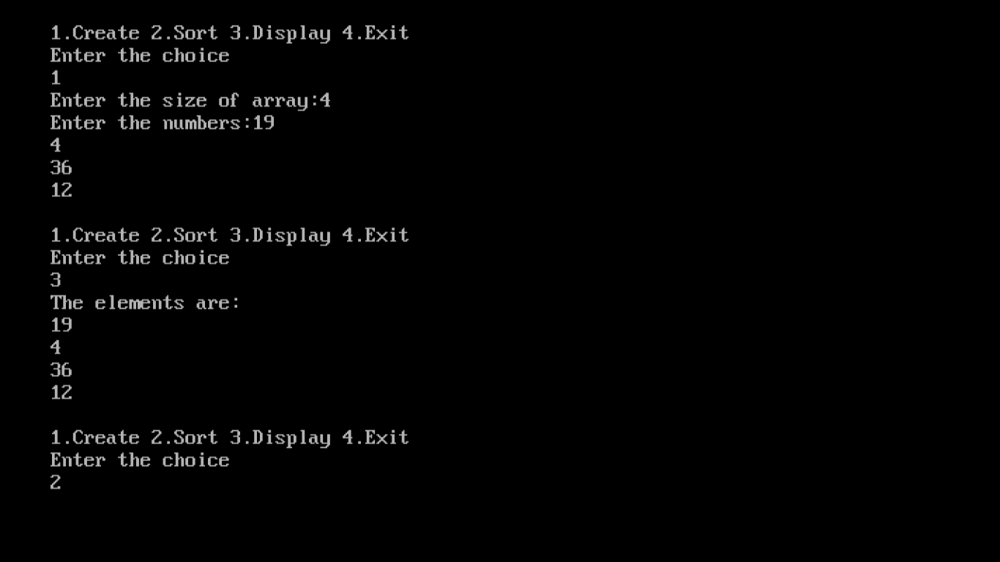 1.Create 2.Sort 3.Display 4.Exit
Enter the choice
1
Enter the size of array:4
Enter the numbers:19
4
36
12
1.Create 2.Sort 3.Display 4.Exit
Enter the choice
3
The elements are:
19
4
36
12
1.Create 2.Sort 3.Display 4.Exit
Enter the choice
2